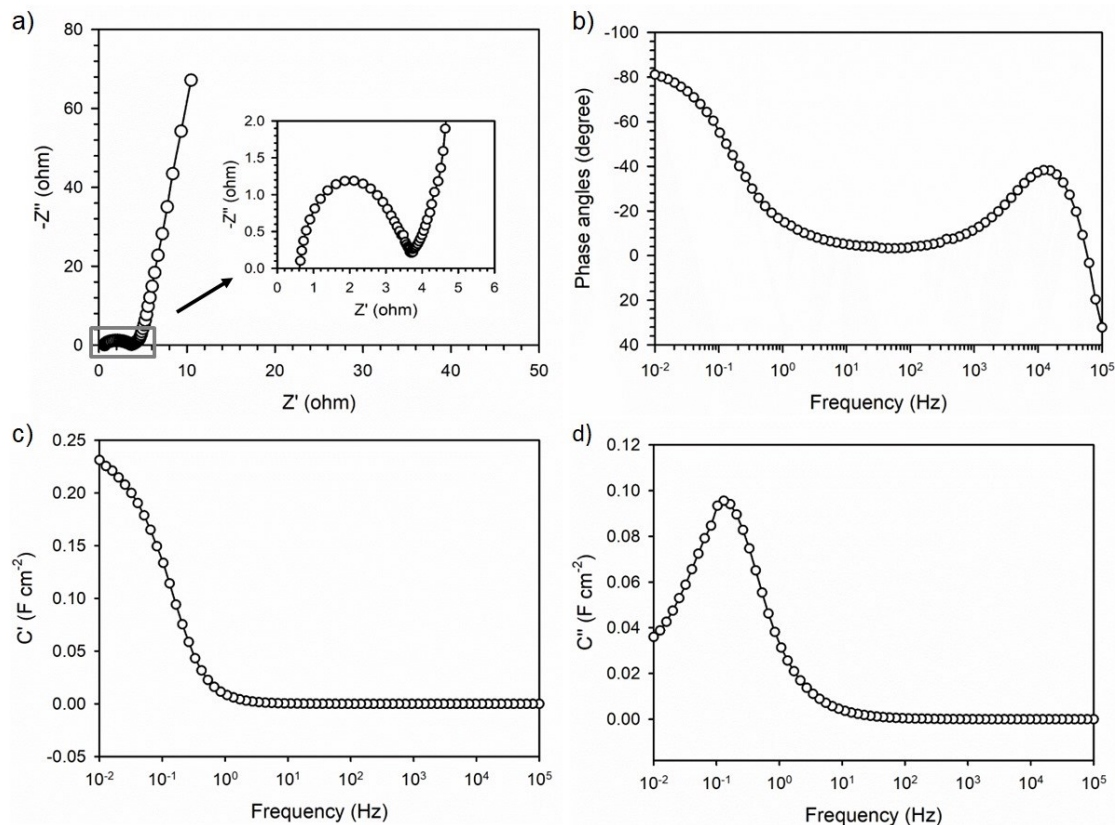 a)
80
60
40
20
0
-Z" (ohm)
0 10 20 30 40 50
Z' (ohm)
2.0
1.5
1.0
0.5
0.0
-Z" (ohm)
0 1 2 3 4 5 6
Z' (ohm)
b)
-100
-80
-60
-40
-20
0
20
40
Phase angles (degree)
10⁻² 10⁻¹ 10⁰ 10¹ 10² 10³ 10⁴ 10⁵
Frequency (Hz)
c)
0.25
0.20
0.15
0.10
0.05
0.00
-0.05
C' (F cm⁻²)
10⁻² 10⁻¹ 10⁰ 10¹ 10² 10³ 10⁴ 10⁵
Frequency (Hz)
d)
0.12
0.10
0.08
0.06
0.04
0.02
0.00
C" (F cm⁻²)
10⁻² 10⁻¹ 10⁰ 10¹ 10² 10³ 10⁴ 10⁵
Frequency (Hz)